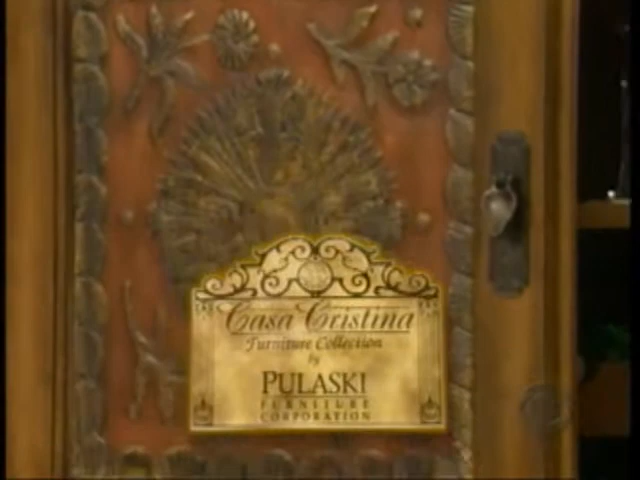 Casa Cristina
Furniture Collection
by
PULASKI
FURNITURE
CORPORATION